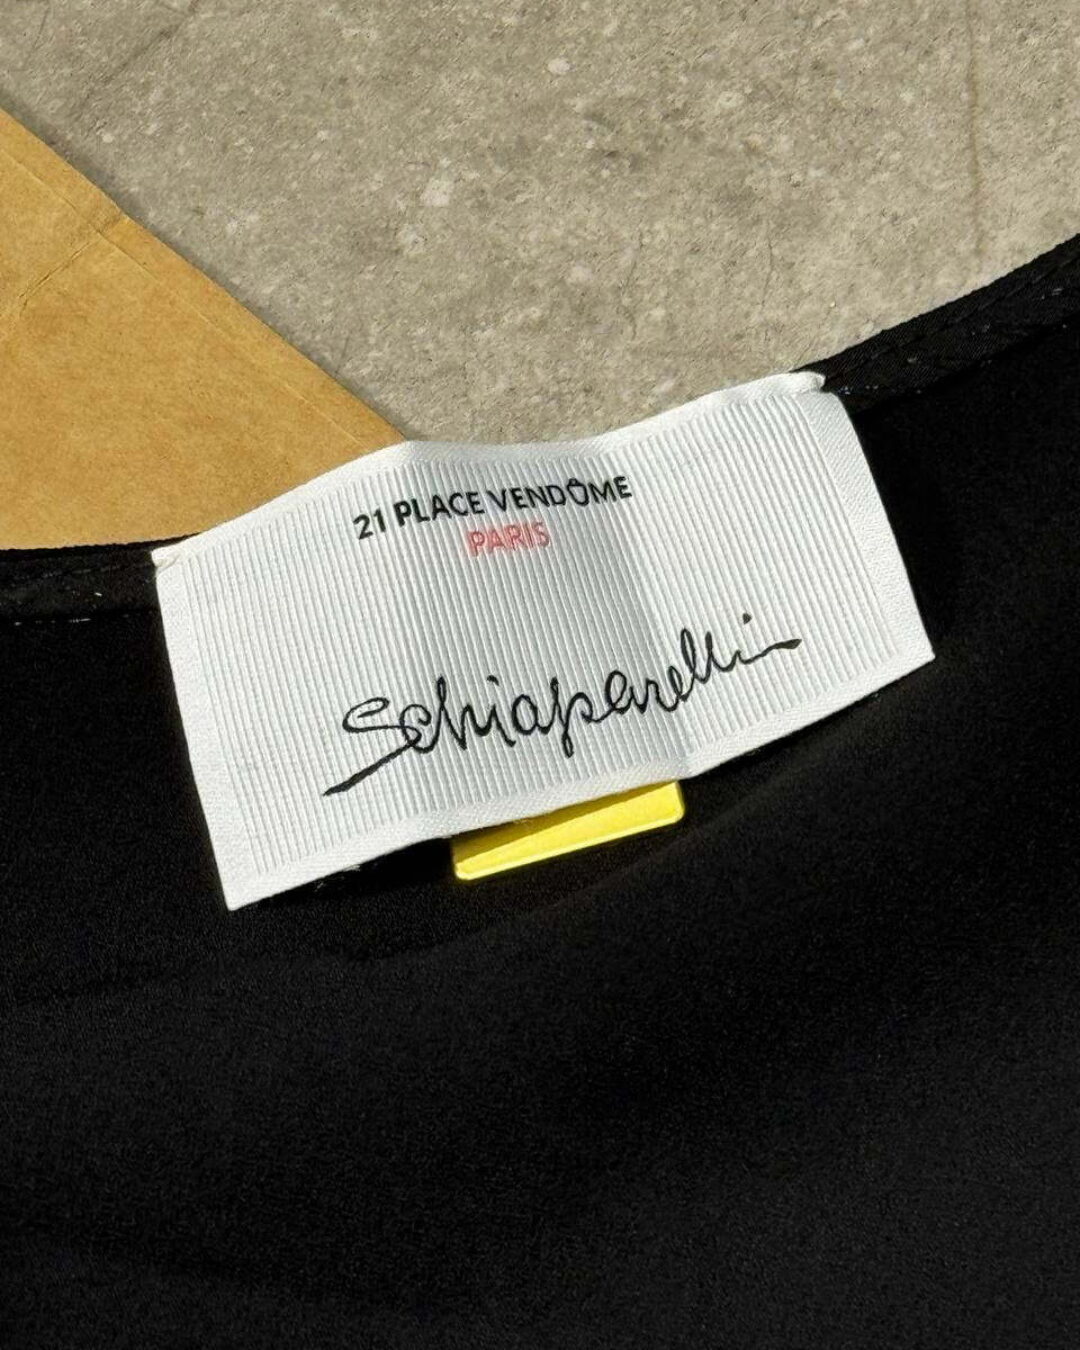 21 PLACE VENDÔME
PARIS
Schiaparelli